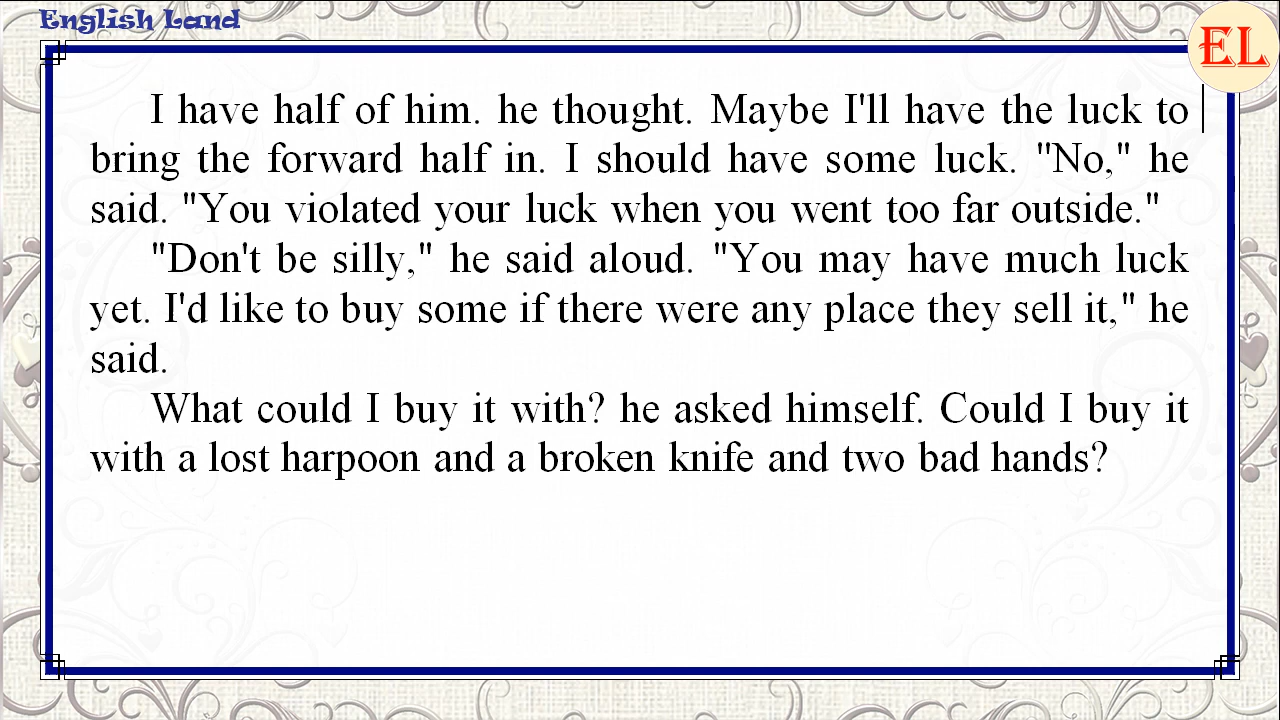 English Land
EL
I have half of him. he thought. Maybe I'll have the luck to
bring the forward half in. I should have some luck. "No," he
said. "You violated your luck when you went too far outside."
"Don't be silly," he said aloud. "You may have much luck
yet. I'd like to buy some if there were any place they sell it," he
said.
What could I buy it with? he asked himself. Could I buy it
with a lost harpoon and a broken knife and two bad hands?